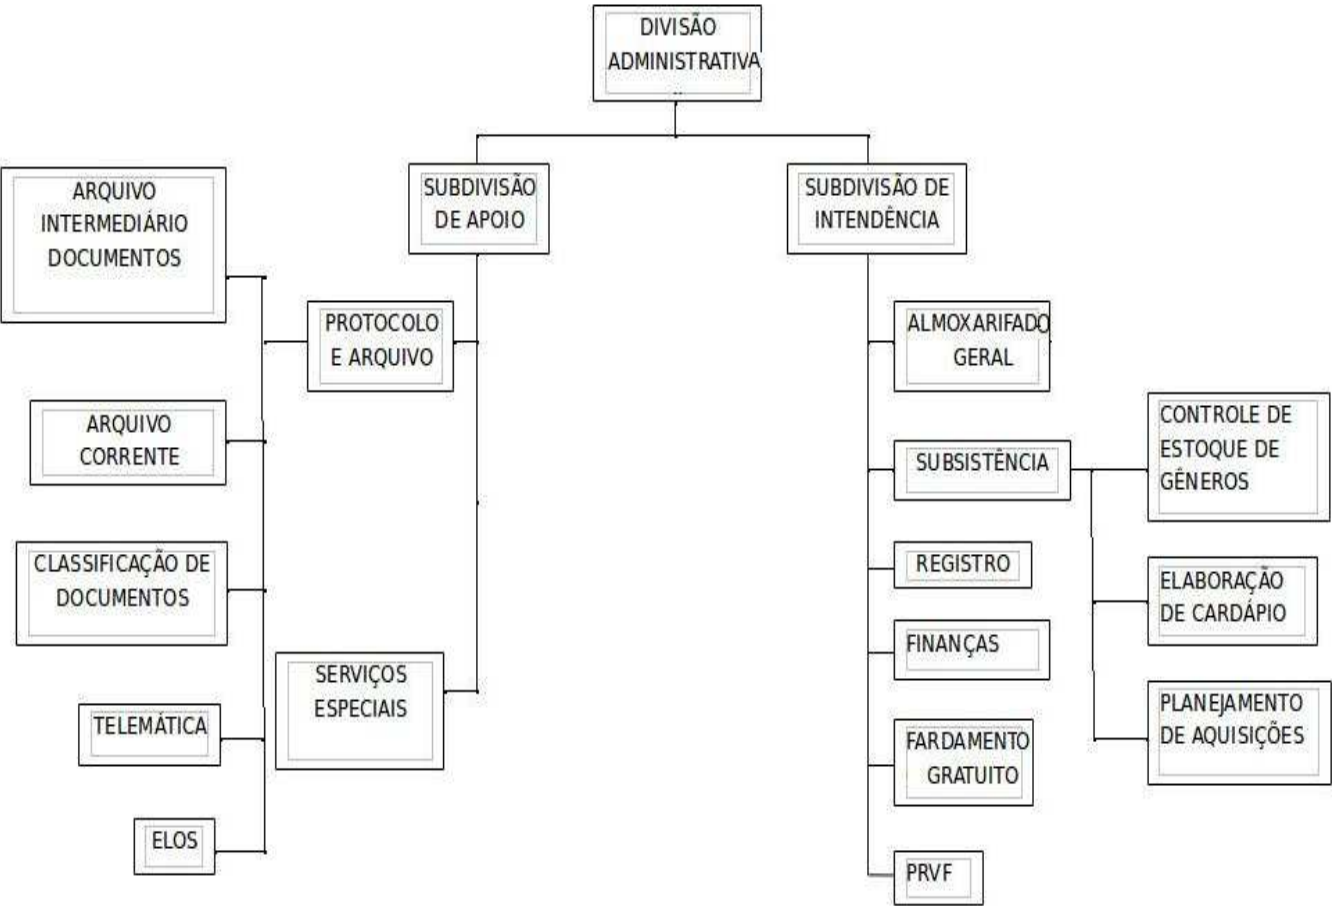 DIVISÃO
ADMINISTRATIVA
SUBDIVISÃO
DE APOIO
SUBDIVISÃO DE
INTENDÊNCIA
ARQUIVO
INTERMEDIÁRIO
DOCUMENTOS
PROTOCOLO
E ARQUIVO
ARQUIVO
CORRENTE
CLASSIFICAÇÃO DE
DOCUMENTOS
TELEMÁTICA
ELOS
SERVIÇOS
ESPECIAIS
ALMOXARIFADO
GERAL
SUBSISTÊNCIA
REGISTRO
FINANÇAS
FARDAMENTO
GRATUITO
PRVF
CONTROLE DE
ESTOQUE DE
GÊNEROS
ELABORAÇÃO
DE CARDÁPIO
PLANEJAMENTO
DE AQUISIÇÕES